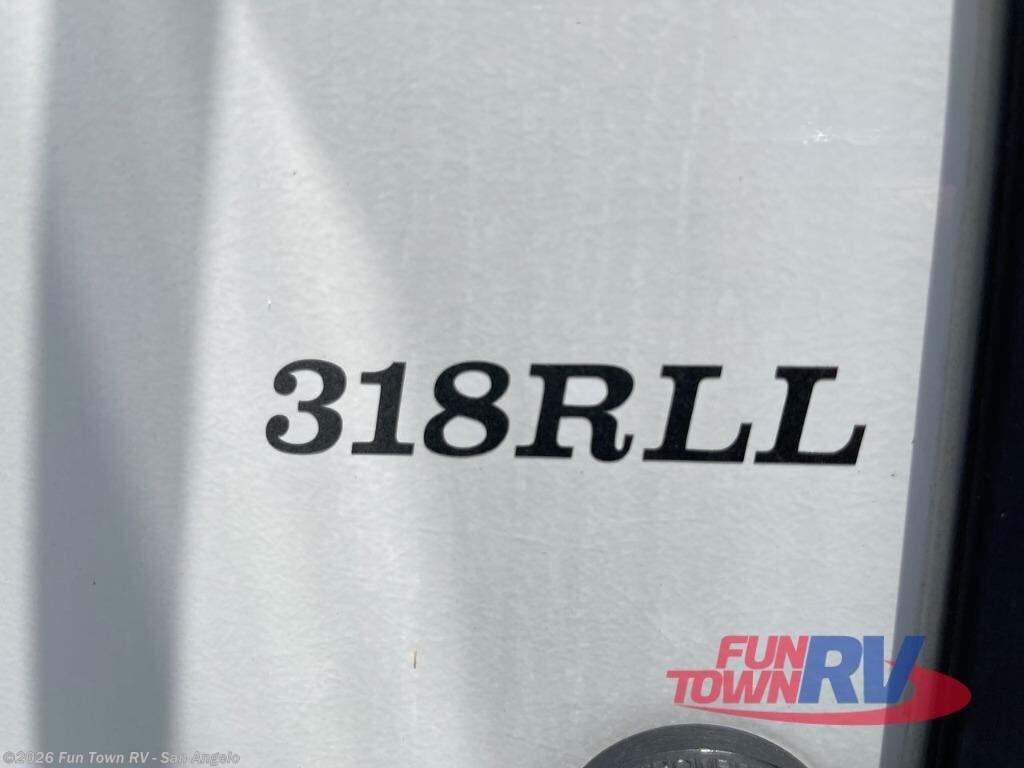 318RLL
FUN
TOWN RV
©2026 Fun Town RV - San Angelo